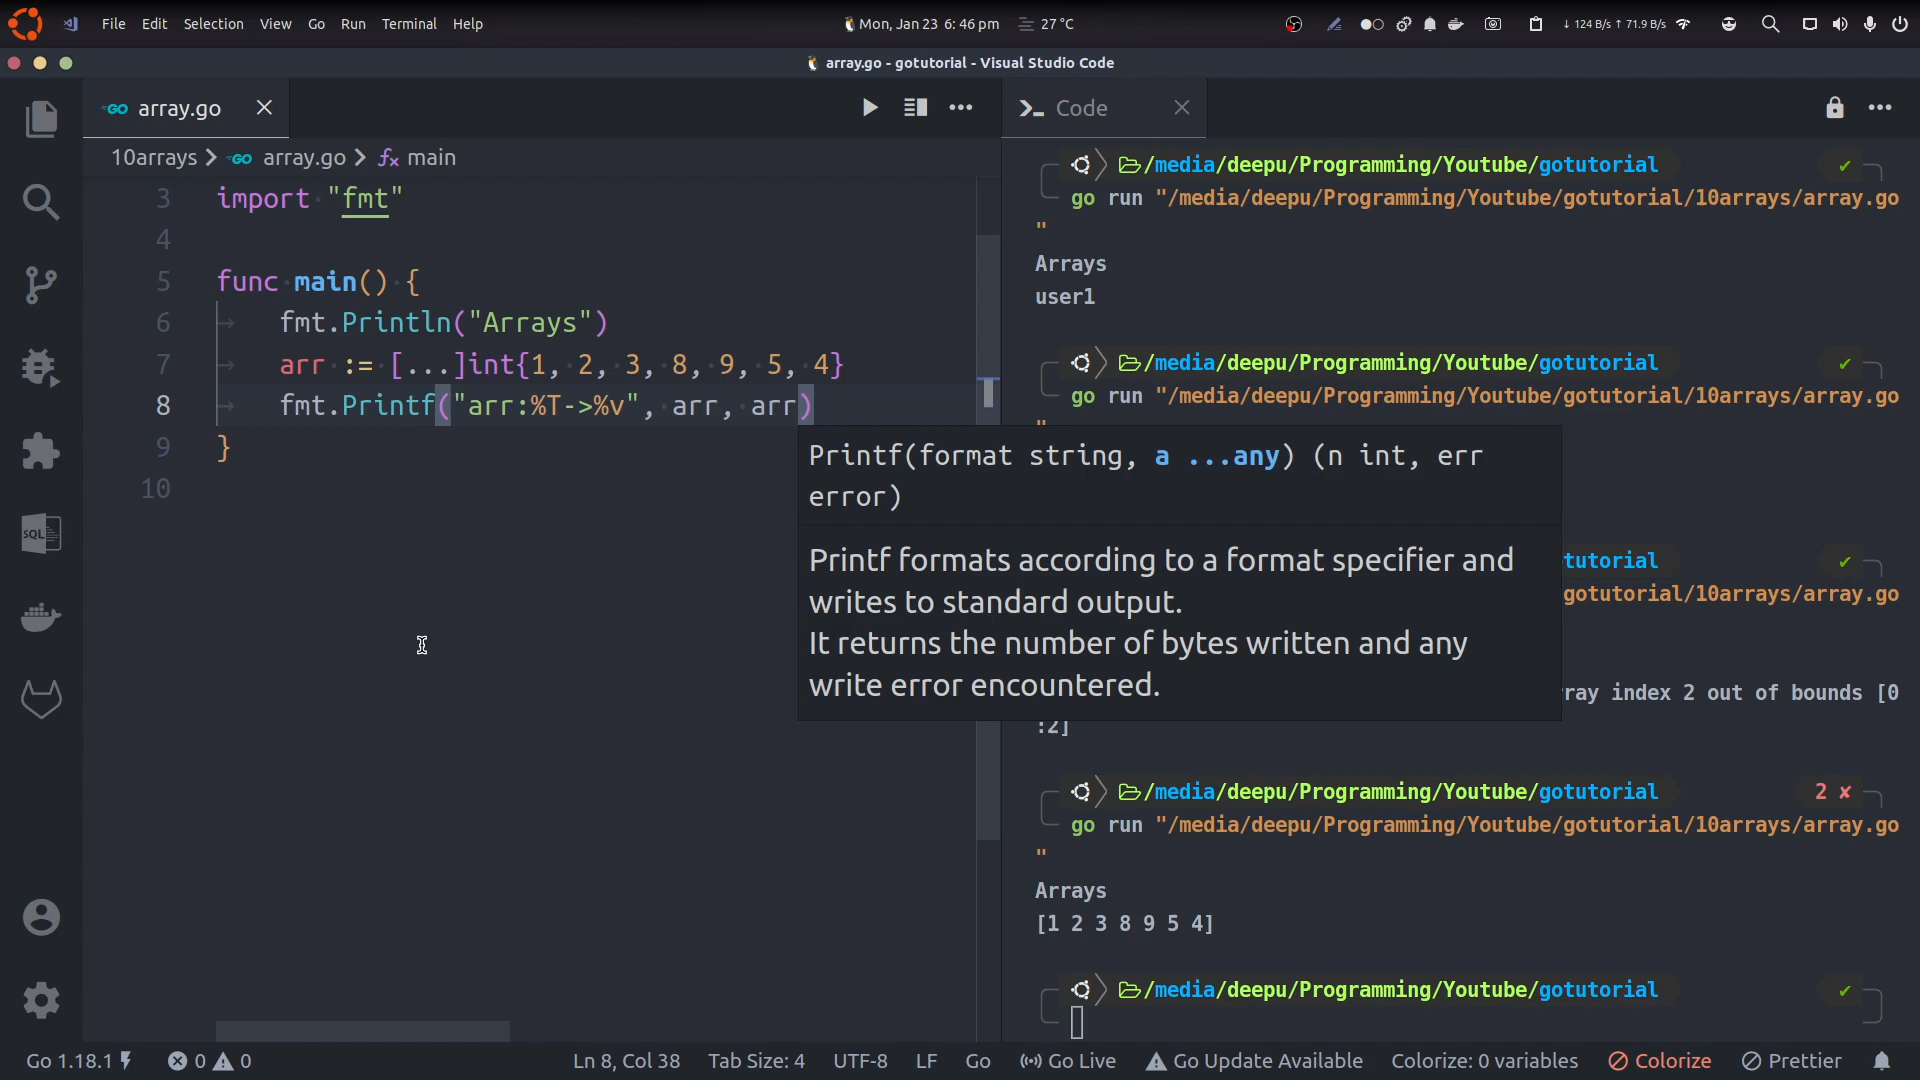 File Edit Selection View Go Run Terminal Help
Mon, Jan 23 6: 46 pm 27 °C
↓ 124 B/s ↑ 71.9 B/s
array.go - gotutorial - Visual Studio Code
GO array.go
10arrays > GO array.go > main
3 import "fmt"
4
5 func main() {
6 fmt.Println("Arrays")
7 arr := [...]int{1, 2, 3, 8, 9, 5, 4}
8 fmt.Printf("arr:%T->%v", arr, arr)
9 }
10
Printf(format string, a ...any) (n int, err
error)
Printf formats according to a format specifier and
writes to standard output.
It returns the number of bytes written and any
write error encountered.
SQL
Code
/media/deepu/Programming/Youtube/gotutorial ✔
go run "/media/deepu/Programming/Youtube/gotutorial/10arrays/array.go
"
Arrays
user1
/media/deepu/Programming/Youtube/gotutorial ✔
go run "/media/deepu/Programming/Youtube/gotutorial/10arrays/array.go
"
tutorial ✔
gotutorial/10arrays/array.go
ray index 2 out of bounds [0
:2]
/media/deepu/Programming/Youtube/gotutorial 2 ✘
go run "/media/deepu/Programming/Youtube/gotutorial/10arrays/array.go
"
Arrays
[1 2 3 8 9 5 4]
/media/deepu/Programming/Youtube/gotutorial ✔
Go 1.18.1 0 0 Ln 8, Col 38 Tab Size: 4 UTF-8 LF Go Go Live Go Update Available Colorize: 0 variables Colorize Prettier